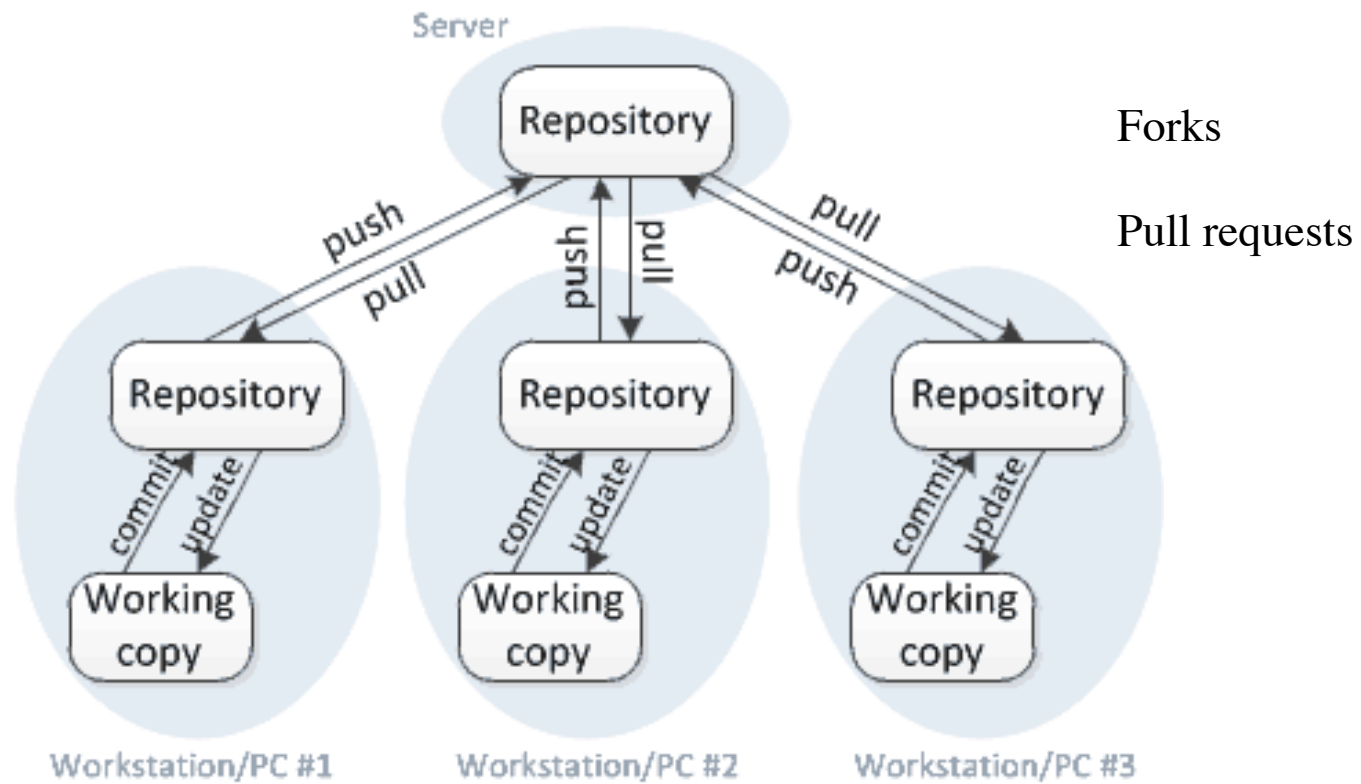 Server
Repository
Forks
Pull requests
push
pull
push
pull
pull
push
Repository
Repository
Repository
commit
update
commit
update
commit
update
Working
copy
Working
copy
Working
copy
Workstation/PC #1
Workstation/PC #2
Workstation/PC #3